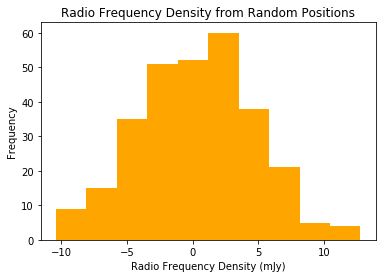 Radio Frequency Density from Random Positions
60
50
40
30
20
10
0
Frequency
−10 −5 0 5 10
Radio Frequency Density (mJy)